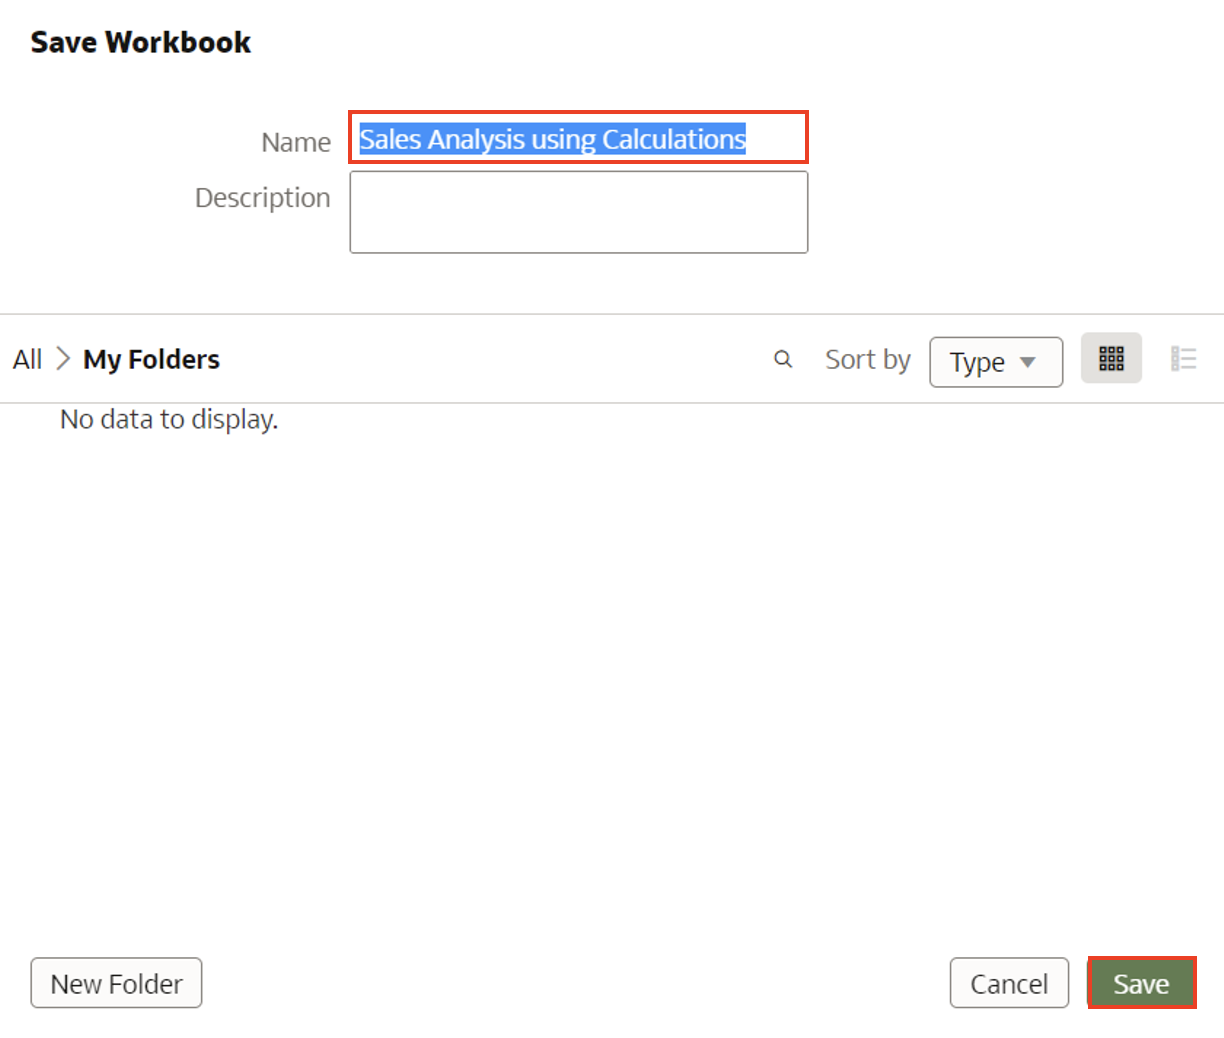 Save Workbook
Name Sales Analysis using Calculations
Description
All My Folders Sort by Type
No data to display.
New Folder Cancel Save